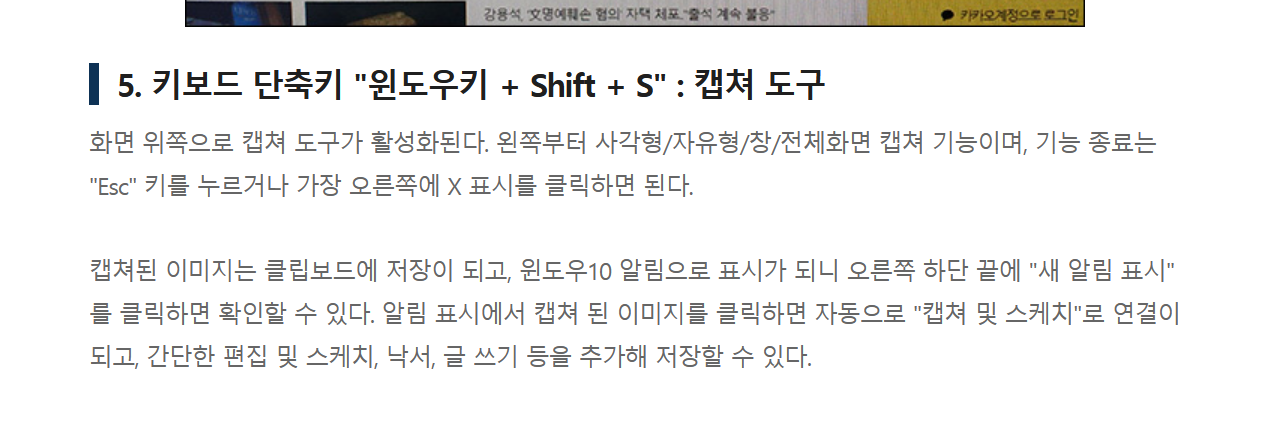 강용석, '文명예훼손 혐의' 자택 체포.."출석 계속 불응"
카카오계정으로 로그인
5. 키보드 단축키 "윈도우키 + Shift + S" : 캡쳐 도구
화면 위쪽으로 캡쳐 도구가 활성화된다. 왼쪽부터 사각형/자유형/창/전체화면 캡쳐 기능이며, 기능 종료는
"Esc" 키를 누르거나 가장 오른쪽에 X 표시를 클릭하면 된다.
캡쳐된 이미지는 클립보드에 저장이 되고, 윈도우10 알림으로 표시가 되니 오른쪽 하단 끝에 "새 알림 표시"
를 클릭하면 확인할 수 있다. 알림 표시에서 캡쳐 된 이미지를 클릭하면 자동으로 "캡쳐 및 스케치"로 연결이
되고, 간단한 편집 및 스케치, 낙서, 글 쓰기 등을 추가해 저장할 수 있다.